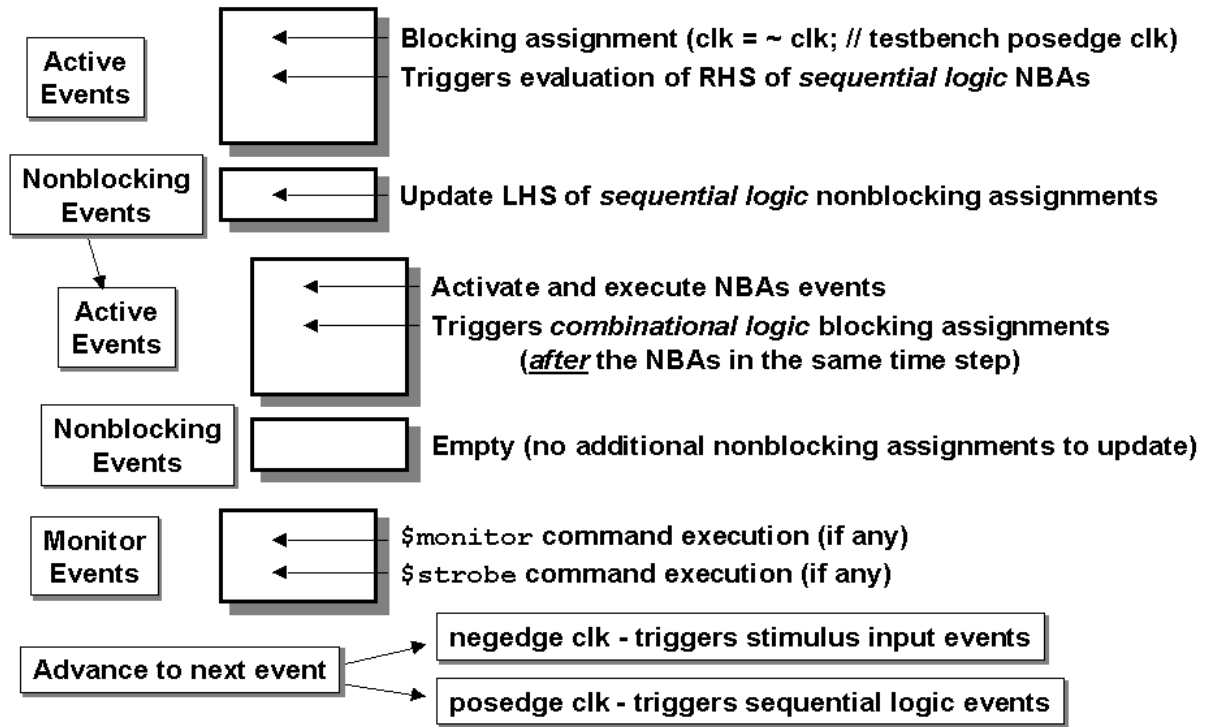 Active
Events
Blocking assignment (clk = ~ clk; // testbench posedge clk)
Triggers evaluation of RHS of sequential logic NBAs
Nonblocking
Events
Update LHS of sequential logic nonblocking assignments
Active
Events
Activate and execute NBAs events
Triggers combinational logic blocking assignments
(after the NBAs in the same time step)
Nonblocking
Events
Empty (no additional nonblocking assignments to update)
Monitor
Events
$monitor command execution (if any)
$strobe command execution (if any)
Advance to next event
negedge clk - triggers stimulus input events
posedge clk - triggers sequential logic events